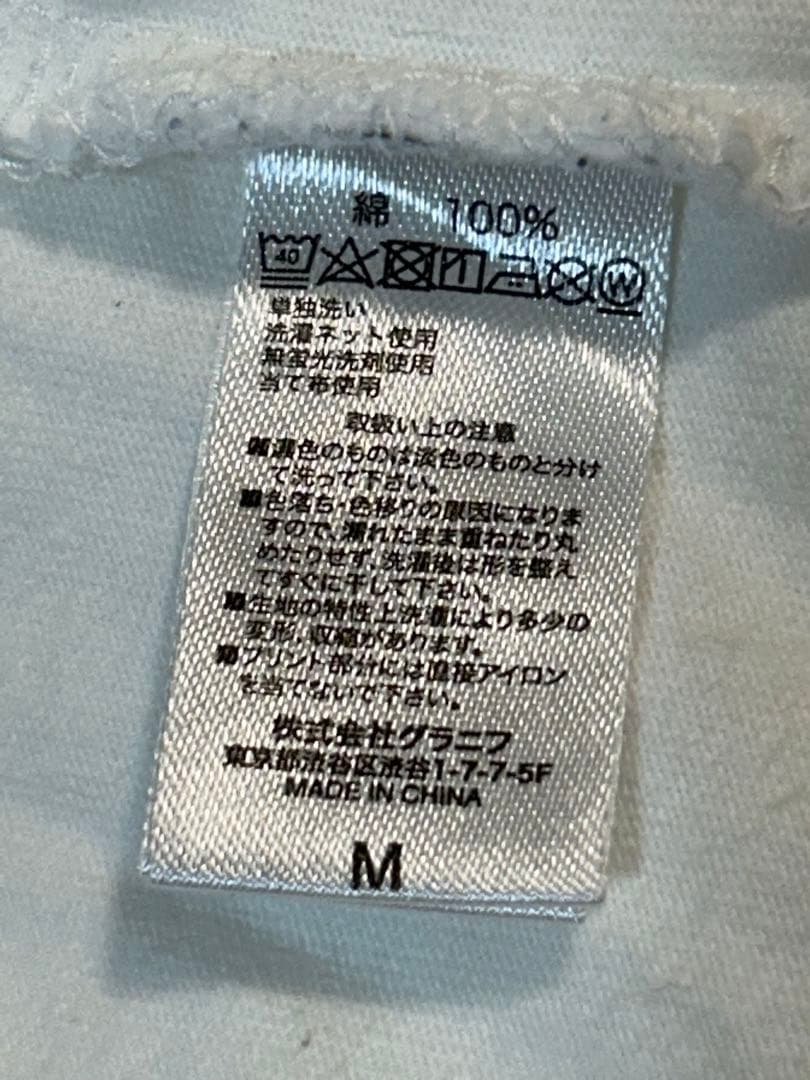 綿 100%
40
W
単独洗い
洗濯ネット使用
無蛍光洗剤使用
当て布使用
取扱い上の注意
■濃色のものは淡色のものと分け
て洗って下さい。
■色落ち・色移りの原因になりま
すので、濡れたまま重ねたり丸
めたりせず、洗濯後は形を整え
てすぐに干して下さい。
■生地の特性上洗濯により多少の
変形、収縮があります。
■プリント部分には直接アイロン
を当てないで下さい。
株式会社グラニフ
東京都渋谷区渋谷1-7-7-5F
MADE IN CHINA
M